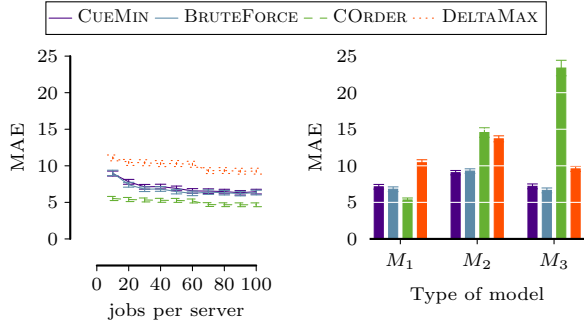 CUEMIN BRUTEFORCE CORDER DELTAMAX
MAE
25
20
15
10
5
0
0 20 40 60 80 100
jobs per server
MAE
25
20
15
10
5
0
M1 M2 M3
Type of model